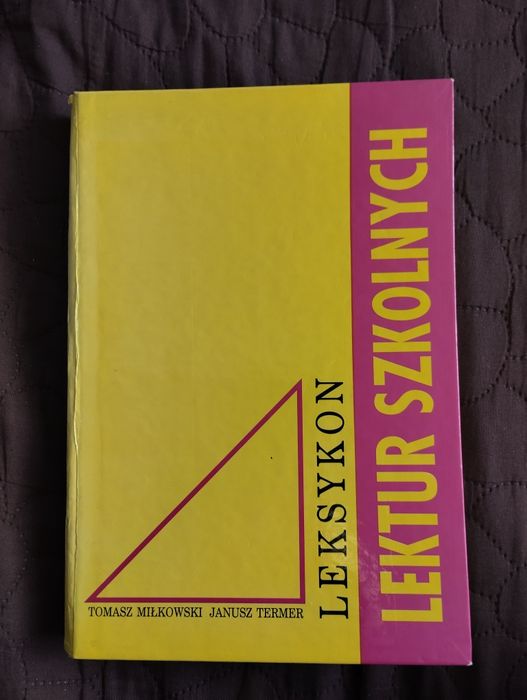 LEKSYKON
LEKTUR SZKOLNYCH
TOMASZ MIŁKOWSKI JANUSZ TERMER